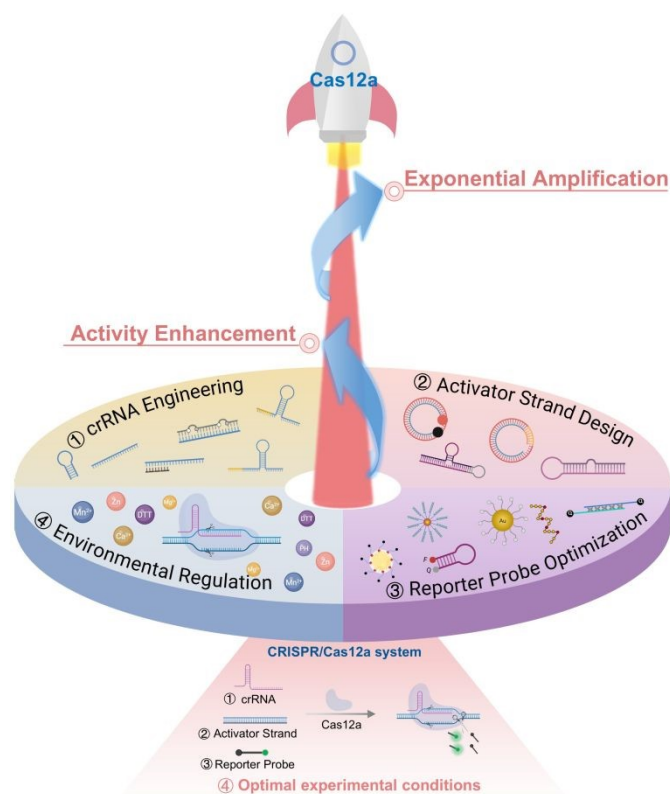 Cas12a
Exponential Amplification
Activity Enhancement
① crRNA Engineering
② Activator Strand Design
④ Environmental Regulation
Mn²⁺
Zn
DTT
Mg²⁺
Ca²⁺
Ca²⁺
DTT
PH
Zn
Mg²⁺
Mn²⁺
③ Reporter Probe Optimization
Au
F
Q
CRISPR/Cas12a system
① crRNA
② Activator Strand
③ Reporter Probe
Cas12a
④ Optimal experimental conditions